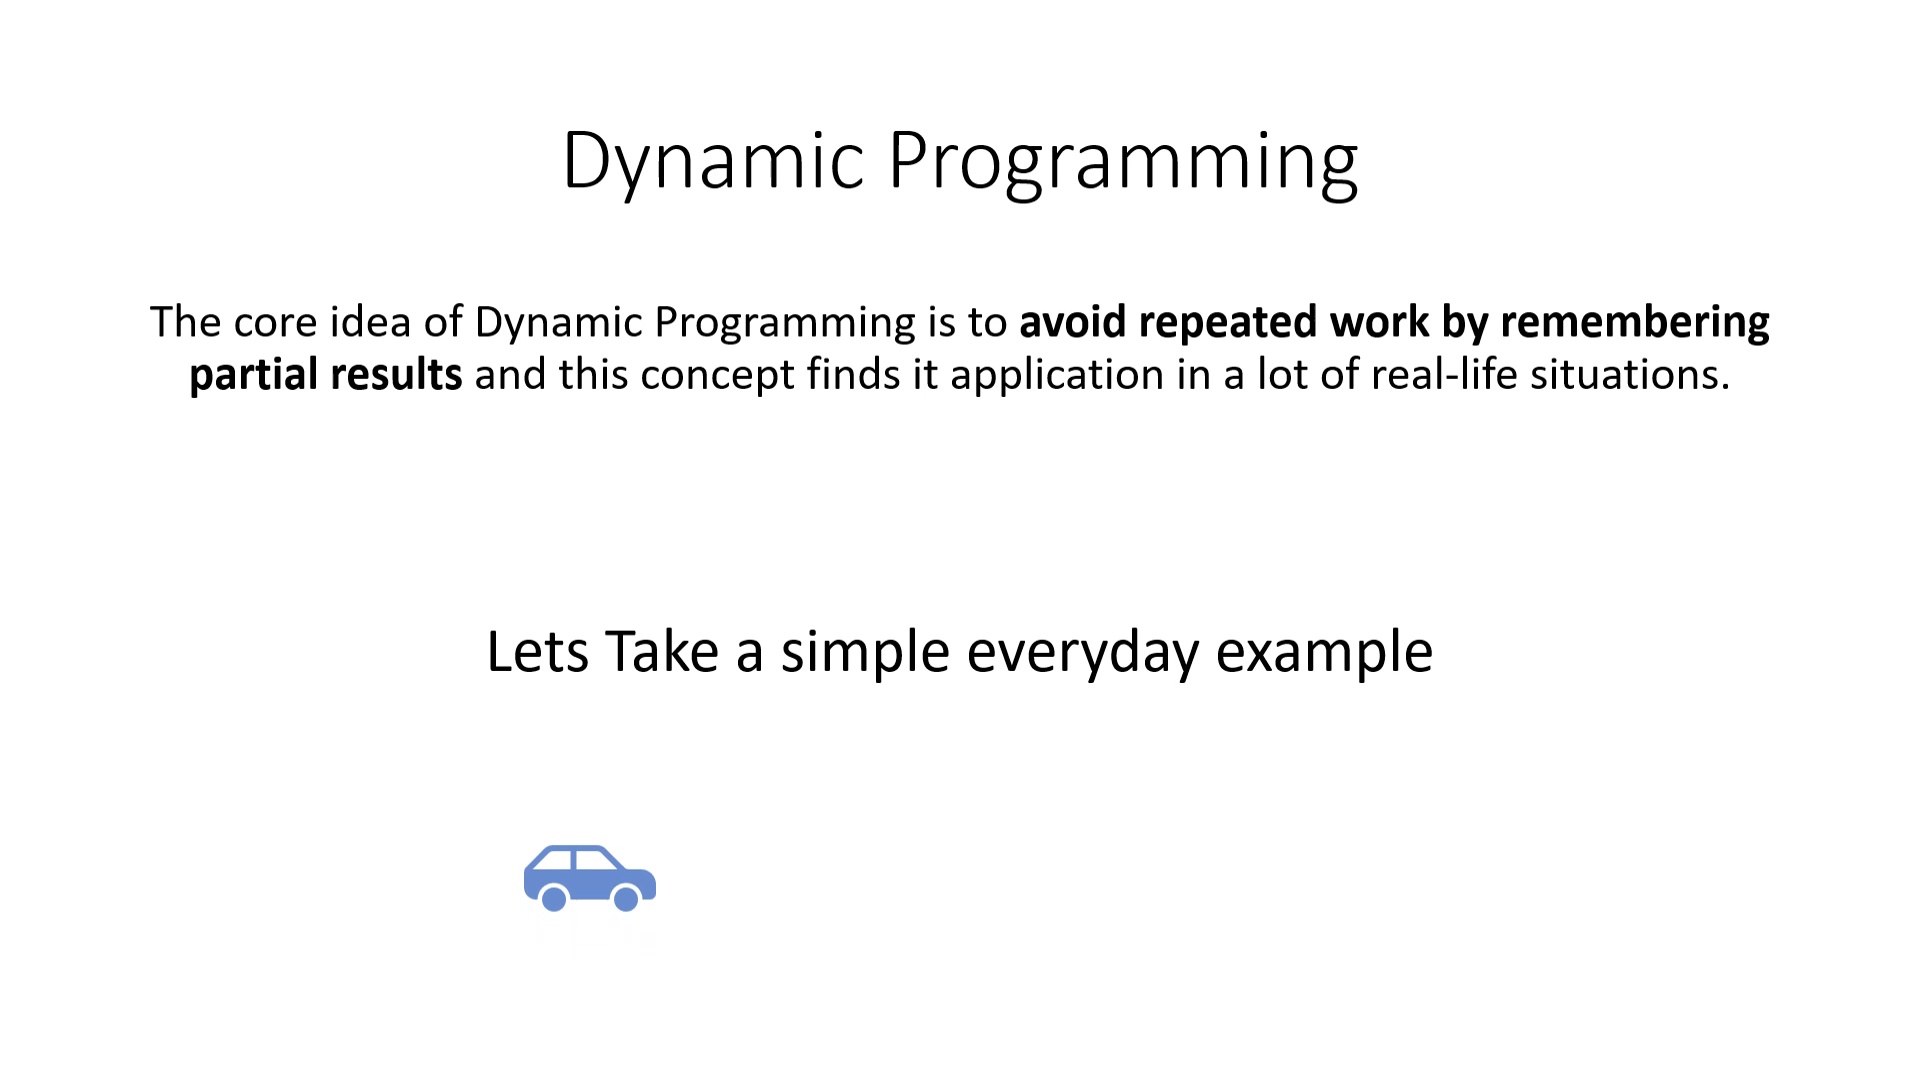 Dynamic Programming
The core idea of Dynamic Programming is to avoid repeated work by remembering
partial results and this concept finds it application in a lot of real-life situations.
Lets Take a simple everyday example